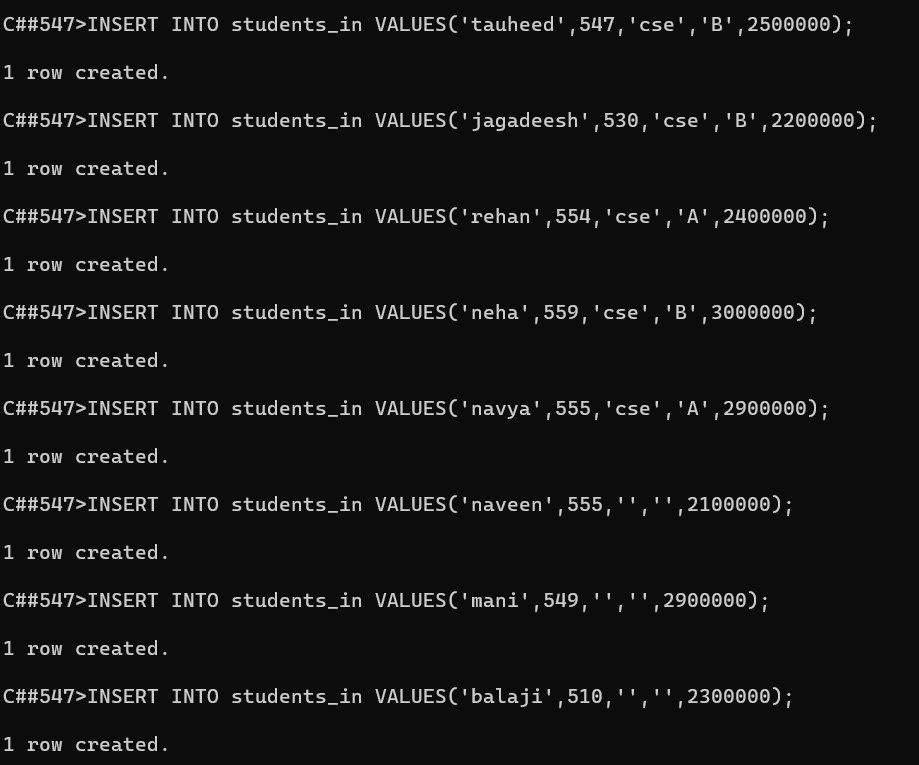 C##547>INSERT INTO students_in VALUES('tauheed',547,'cse','B',2500000);
1 row created.
C##547>INSERT INTO students_in VALUES('jagadeesh',530,'cse','B',2200000);
1 row created.
C##547>INSERT INTO students_in VALUES('rehan',554,'cse','A',2400000);
1 row created.
C##547>INSERT INTO students_in VALUES('neha',559,'cse','B',3000000);
1 row created.
C##547>INSERT INTO students_in VALUES('navya',555,'cse','A',2900000);
1 row created.
C##547>INSERT INTO students_in VALUES('naveen',555,'','',2100000);
1 row created.
C##547>INSERT INTO students_in VALUES('mani',549,'','',2900000);
1 row created.
C##547>INSERT INTO students_in VALUES('balaji',510,'','',2300000);
1 row created.